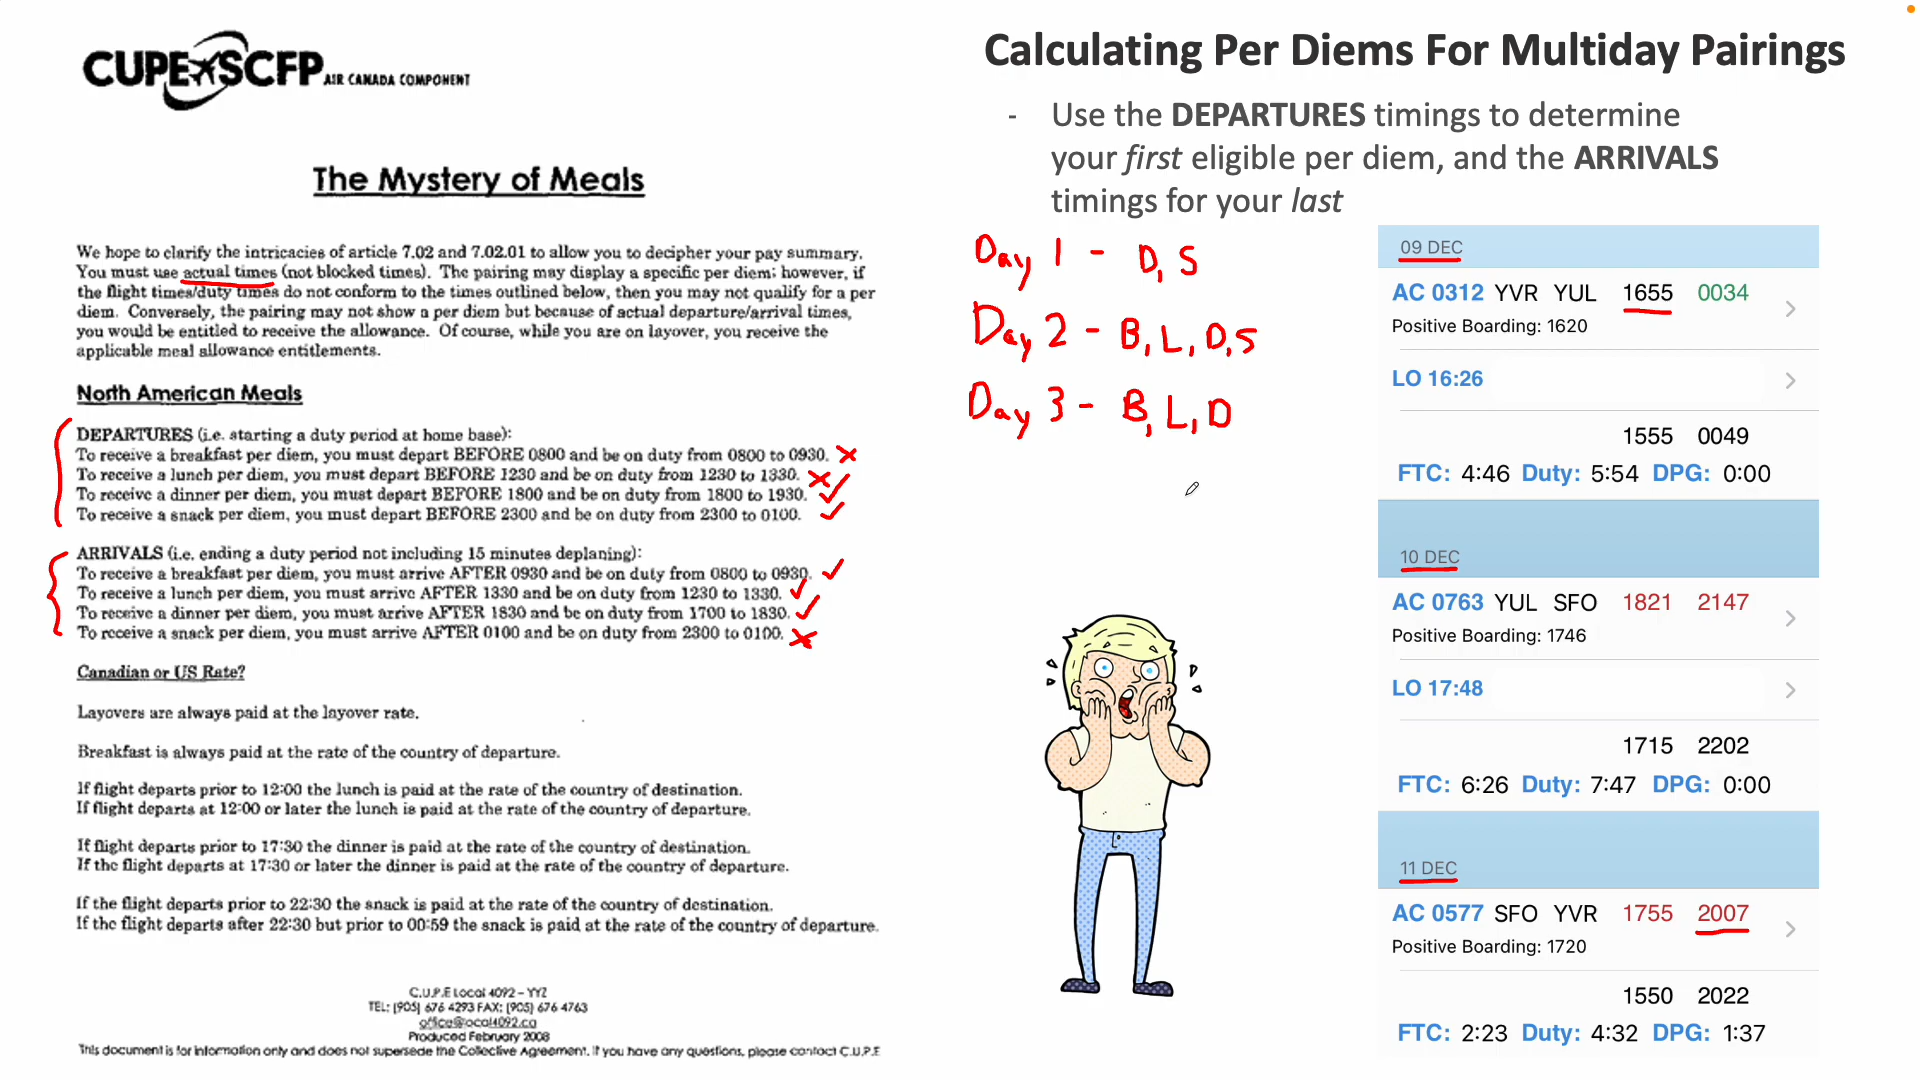 CUPE SCFP AIR CANADA COMPONENT
The Mystery of Meals
We hope to clarify the intricacies of article 7.02 and 7.02.01 to allow you to decipher your pay summary.
You must use actual times (not blocked times). The pairing may display a specific per diem; however, if
the flight times/duty times do not conform to the times outlined below, then you may not qualify for a per
diem. Conversely, the pairing may not show a per diem but because of actual departure/arrival times,
you would be entitled to receive the allowance. Of course, while you are on layover, you receive the
applicable meal allowance entitlements.
North American Meals
DEPARTURES (i.e. starting a duty period at home base):
To receive a breakfast per diem, you must depart BEFORE 0800 and be on duty from 0800 to 0930.
To receive a lunch per diem, you must depart BEFORE 1230 and be on duty from 1230 to 1330.
To receive a dinner per diem, you must depart BEFORE 1800 and be on duty from 1800 to 1930.
To receive a snack per diem, you must depart BEFORE 2300 and be on duty from 2300 to 0100.
ARRIVALS (i.e. ending a duty period not including 15 minutes deplaning):
To receive a breakfast per diem, you must arrive AFTER 0930 and be on duty from 0800 to 0930.
To receive a lunch per diem, you must arrive AFTER 1330 and be on duty from 1230 to 1330.
To receive a dinner per diem, you must arrive AFTER 1830 and be on duty from 1700 to 1830.
To receive a snack per diem, you must arrive AFTER 0100 and be on duty from 2300 to 0100.
Canadian or US Rate?
Layovers are always paid at the layover rate.
Breakfast is always paid at the rate of the country of departure.
If flight departs prior to 12:00 the lunch is paid at the rate of the country of destination.
If flight departs at 12:00 or later the lunch is paid at the rate of the country of departure.
If flight departs prior to 17:30 the dinner is paid at the rate of the country of destination.
If the flight departs at 17:30 or later the dinner is paid at the rate of the country of departure.
If the flight departs prior to 22:30 the snack is paid at the rate of the country of destination.
If the flight departs after 22:30 but prior to 00:59 the snack is paid at the rate of the country of departure.
C.U.P.E Local 4092 – YYZ
TEL: (905) 676 4293 FAX: (905) 676 4763
office@local4092.ca
Produced February 2008
This document is for information only and does not supersede the Collective Agreement. If you have any questions, please contact C.U.P.E
Calculating Per Diems For Multiday Pairings
- Use the DEPARTURES timings to determine
your first eligible per diem, and the ARRIVALS
timings for your last
Day 1 - D, S
Day 2 - B, L, D, S
Day 3 - B, L, D
09 DEC
AC 0312 YVR YUL 1655 0034
Positive Boarding: 1620
LO 16:26
1555 0049
FTC: 4:46 Duty: 5:54 DPG: 0:00
10 DEC
AC 0763 YUL SFO 1821 2147
Positive Boarding: 1746
LO 17:48
1715 2202
FTC: 6:26 Duty: 7:47 DPG: 0:00
11 DEC
AC 0577 SFO YVR 1755 2007
Positive Boarding: 1720
1550 2022
FTC: 2:23 Duty: 4:32 DPG: 1:37